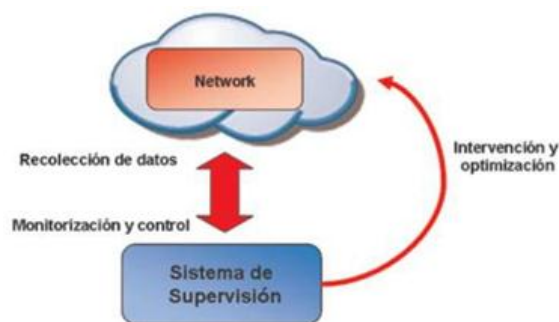 Network
Recolección de datos
Intervención y
optimización
Monitorización y control
Sistema de
Supervisión